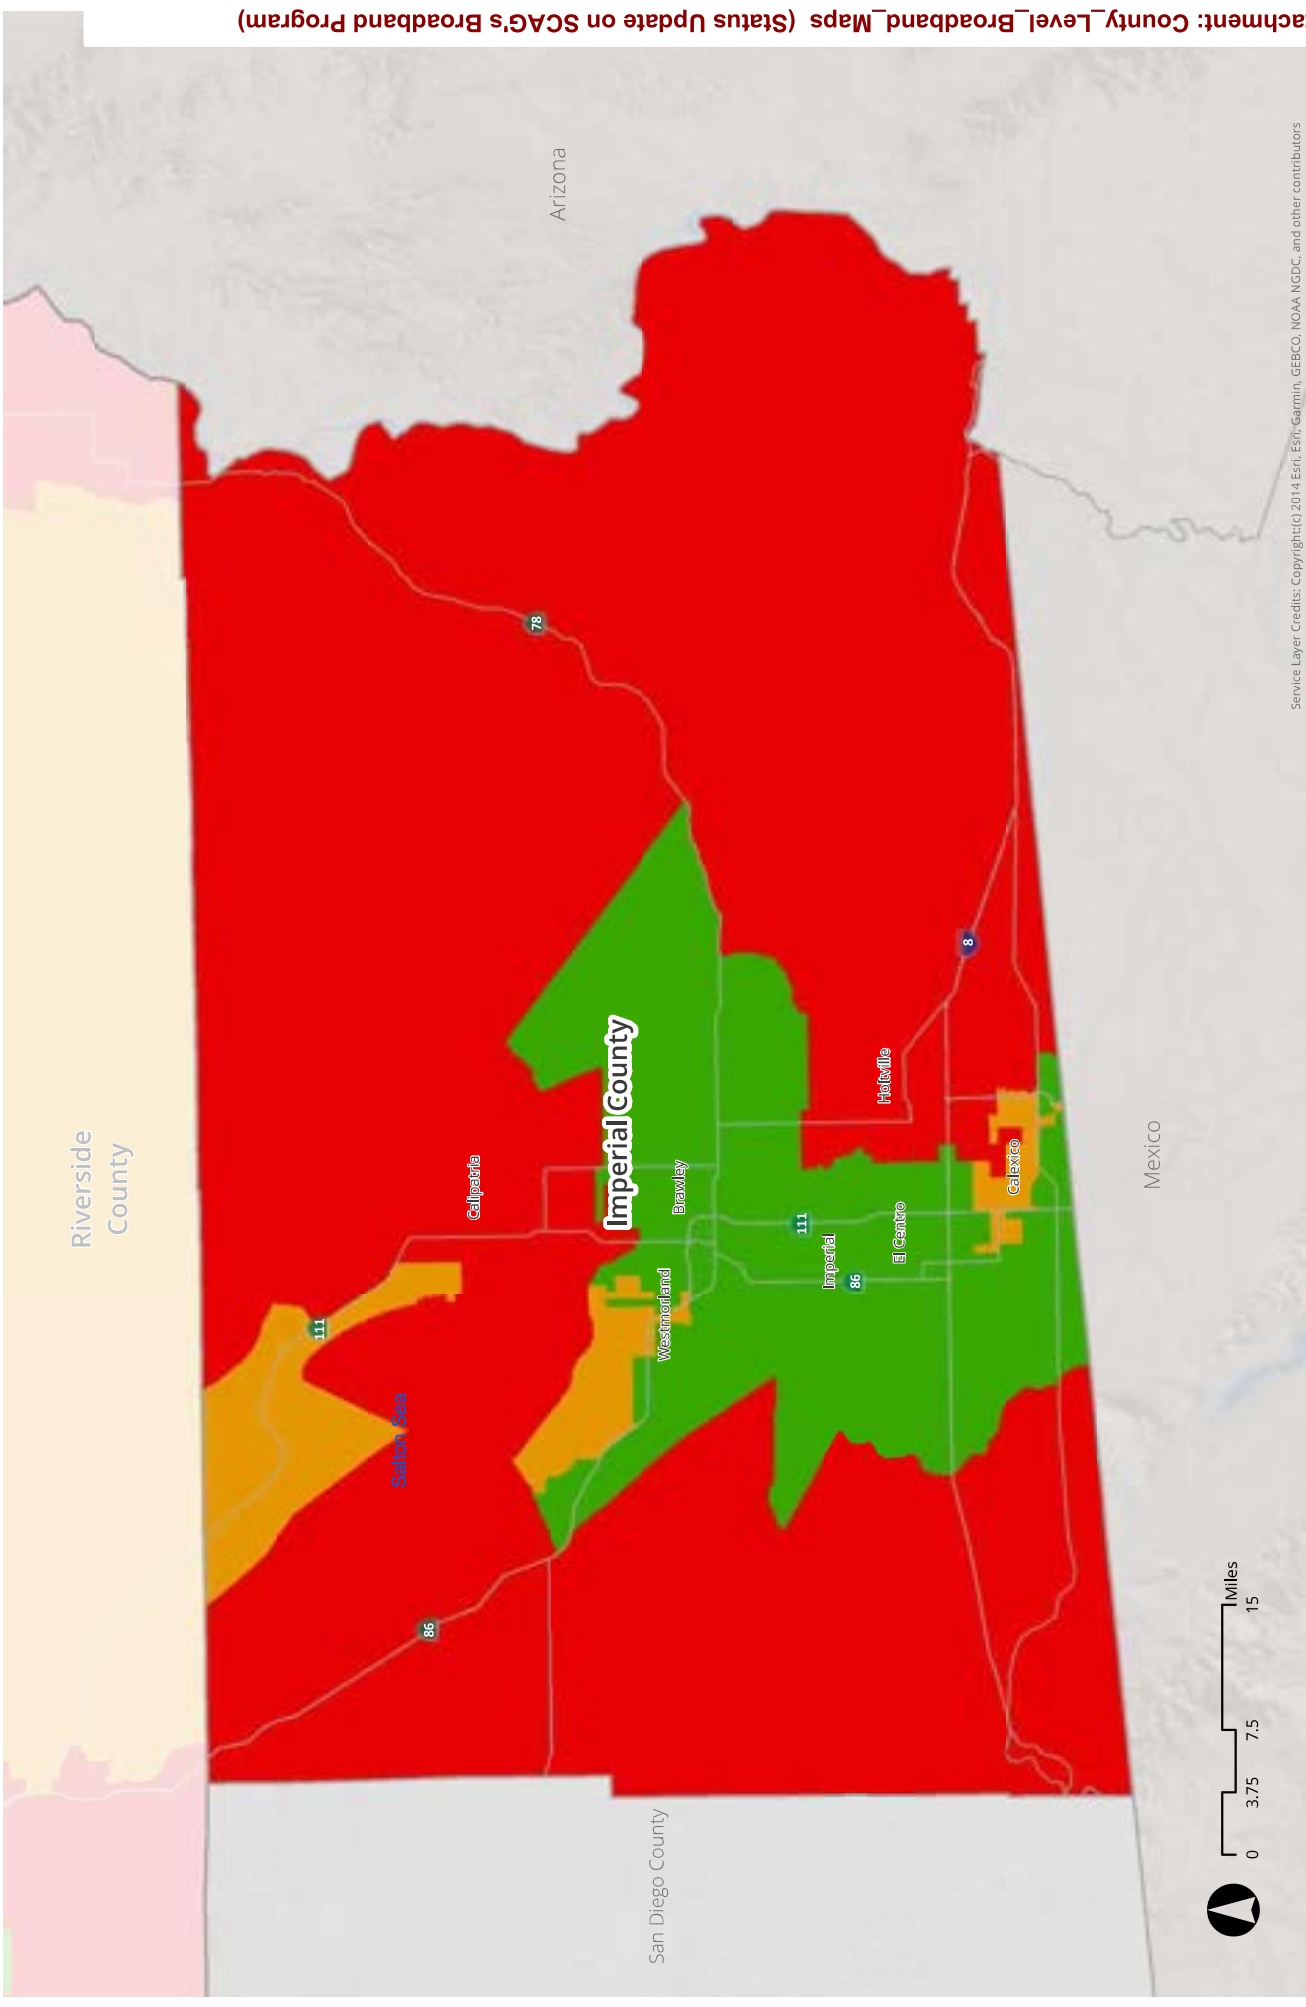 chment: County_Level_Broadband_Maps (Status Update on SCAG's Broadband Program)
Riverside
County
Arizona
78
111
Salton Sea
Calipatria
86
Imperial County
Brawley
Westmorland
111
Imperial
86
El Centro
Holtville
8
Calexico
San Diego County
Mexico
Miles
0 3.75 7.5 15
Service Layer Credits: Copyright:(c) 2014 Esri, Esri, Garmin, GEBCO, NOAA NGDC, and other contributors